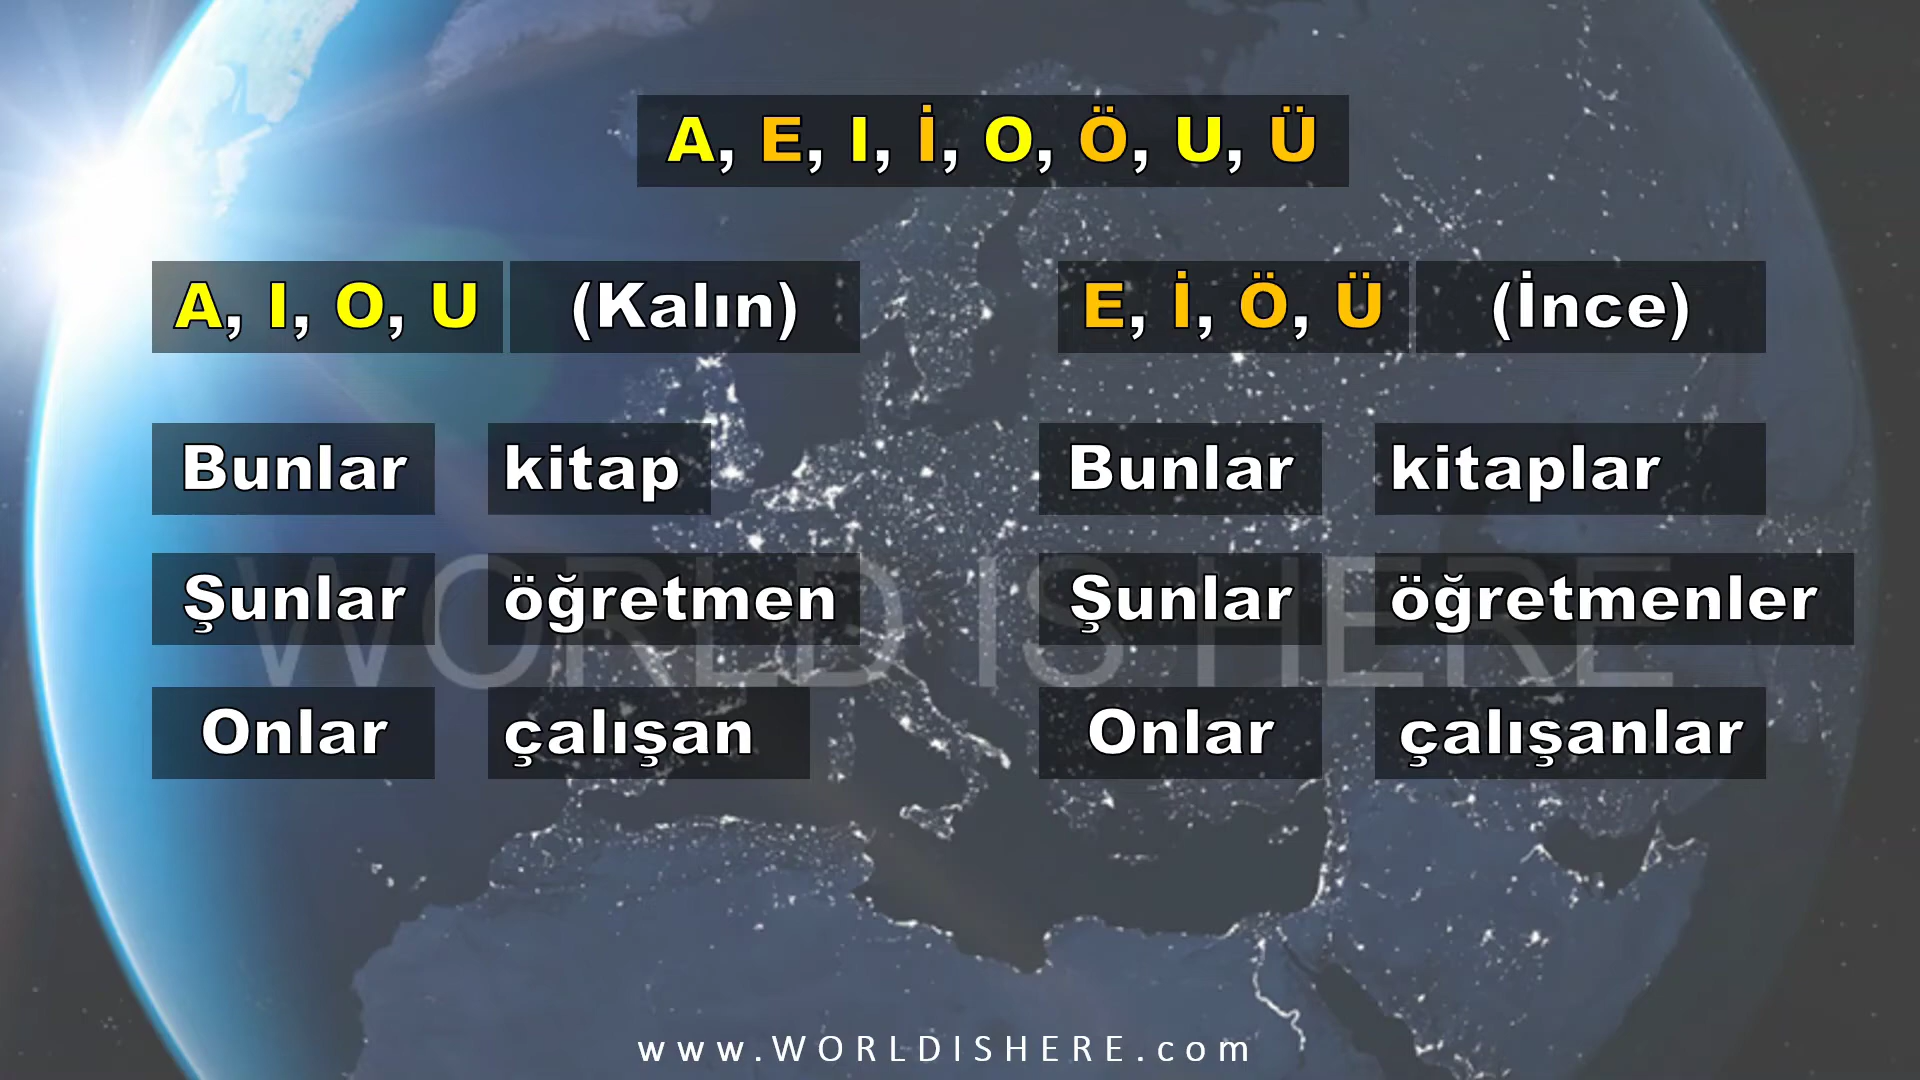 A, E, I, İ, O, Ö, U, Ü
A, I, O, U (Kalın) E, İ, Ö, Ü (İnce)
Bunlar kitap Bunlar kitaplar
Şunlar öğretmen Şunlar öğretmenler
WORLD IS HERE
Onlar çalışan Onlar çalışanlar
www.WORLDISHERE.com